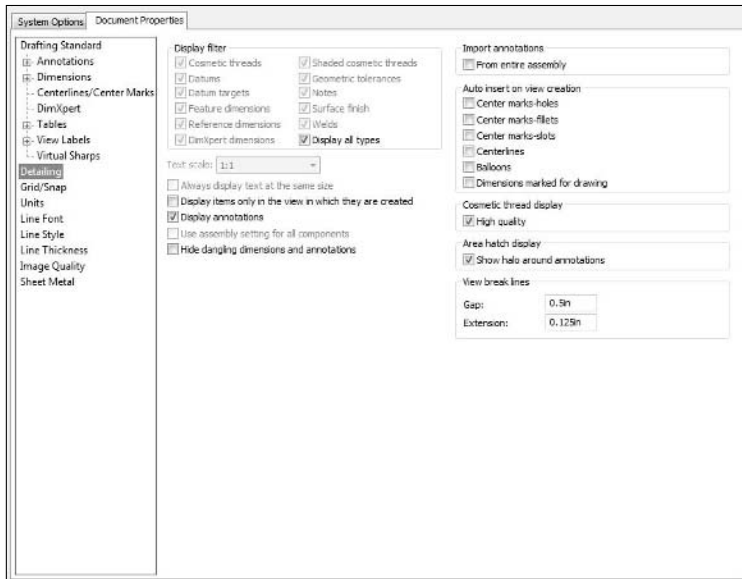 System Options
Document Properties
Drafting Standard
Annotations
Dimensions
Centerlines/Center Marks
DimXpert
Tables
View Labels
Virtual Sharps
Detailing
Grid/Snap
Units
Line Font
Line Style
Line Thickness
Image Quality
Sheet Metal
Display filter
Cosmetic threads
Shaded cosmetic threads
Datums
Geometric tolerances
Datum targets
Notes
Feature dimensions
Surface finish
Reference dimensions
Welds
DimXpert dimensions
Display all types
Text scale:
1:1
Always display text at the same size
Display items only in the view in which they are created
Display annotations
Use assembly setting for all components
Hide dangling dimensions and annotations
Import annotations
From entire assembly
Auto insert on view creation
Center marks-holes
Center marks-fillets
Center marks-slots
Centerlines
Balloons
Dimensions marked for drawing
Cosmetic thread display
High quality
Area hatch display
Show halo around annotations
View break lines
Gap:
0.5in
Extension:
0.125in